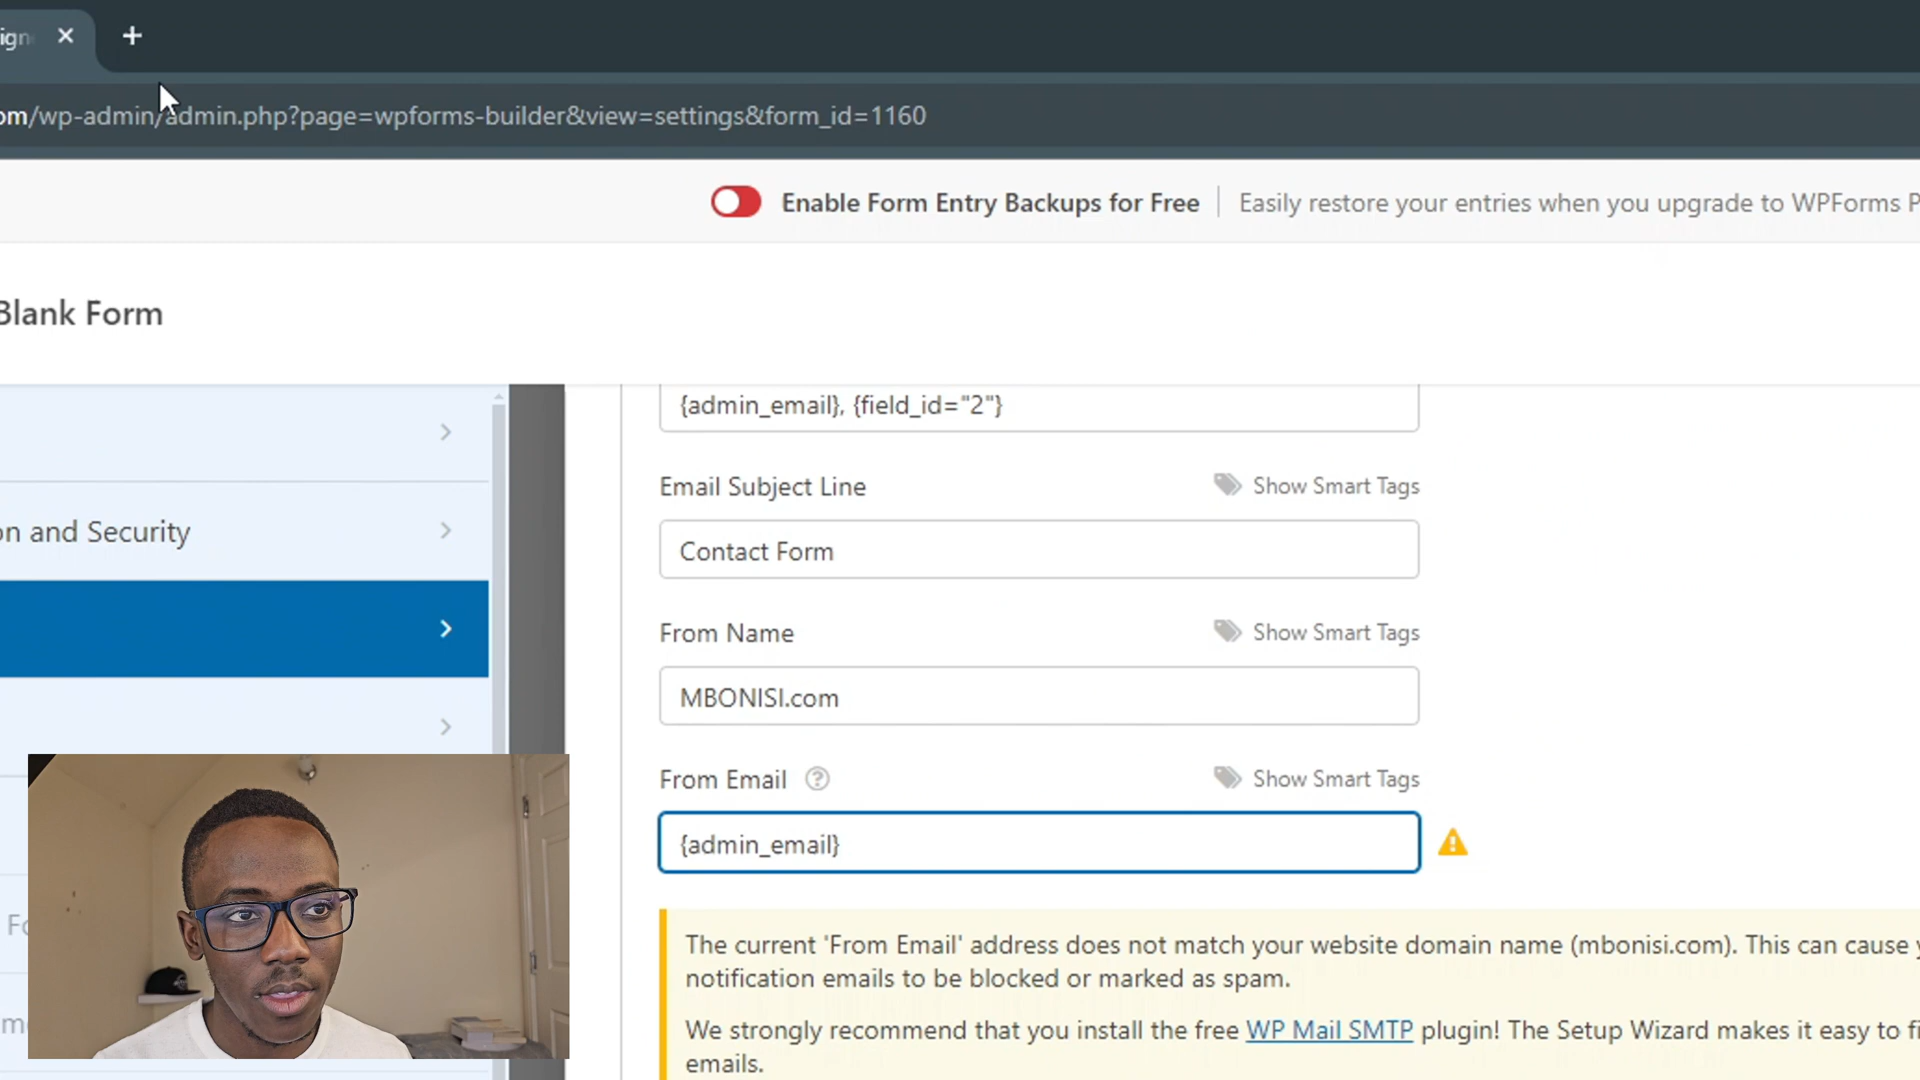 ign
om/wp-admin/admin.php?page=wpforms-builder&view=settings&form_id=1160
Enable Form Entry Backups for Free
Easily restore your entries when you upgrade to WPForms P
Blank Form
{admin_email}, {field_id="2"}
Email Subject Line
Show Smart Tags
on and Security
Contact Form
From Name
Show Smart Tags
MBONISI.com
From Email
Show Smart Tags
{admin_email}
Fo
The current 'From Email' address does not match your website domain name (mbonisi.com). This can cause y
notification emails to be blocked or marked as spam.
me
We strongly recommend that you install the free WP Mail SMTP plugin! The Setup Wizard makes it easy to fi
emails.